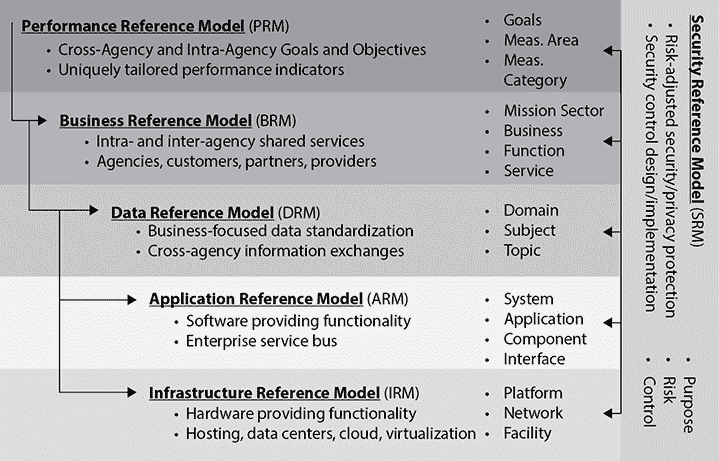 Performance Reference Model (PRM)
• Cross-Agency and Intra-Agency Goals and Objectives
• Uniquely tailored performance indicators
• Goals
• Meas. Area
• Meas.
Category
Business Reference Model (BRM)
• Intra- and inter-agency shared services
• Agencies, customers, partners, providers
• Mission Sector
• Business
• Function
• Service
Data Reference Model (DRM)
• Business-focused data standardization
• Cross-agency information exchanges
• Domain
• Subject
• Topic
Application Reference Model (ARM)
• Software providing functionality
• Enterprise service bus
• System
• Application
• Component
• Interface
Infrastructure Reference Model (IRM)
• Hardware providing functionality
• Hosting, data centers, cloud, virtualization
• Platform
• Network
• Facility
Security Reference Model (SRM)
• Risk-adjusted security/privacy protection
• Security control design/implementation
• Purpose
• Risk
• Control